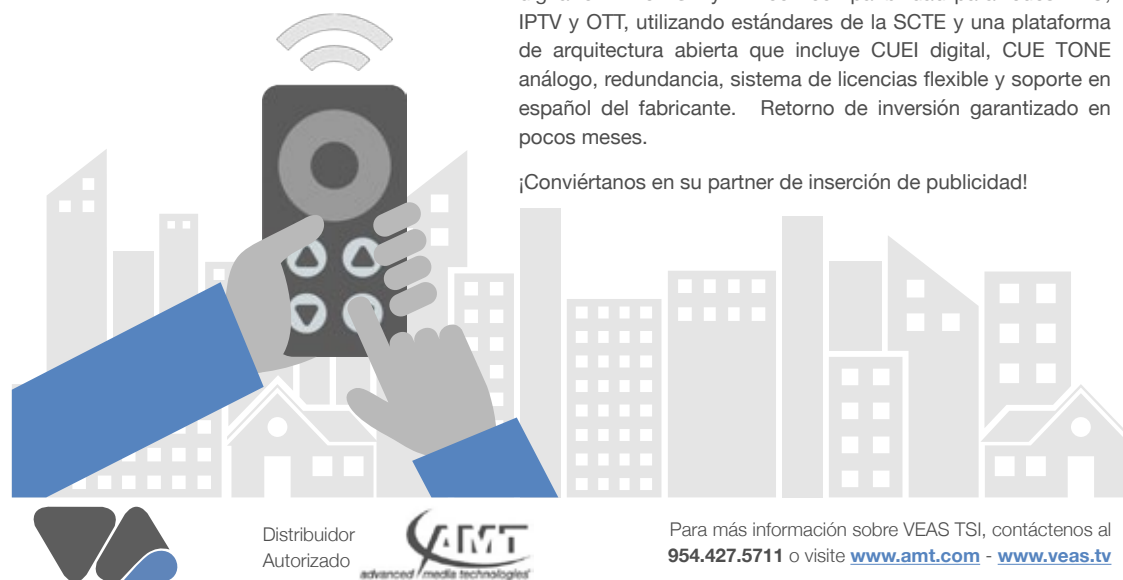 IPTV y OTT, utilizando estándares de la SCTE y una plataforma
de arquitectura abierta que incluye CUEI digital, CUE TONE
análogo, redundancia, sistema de licencias flexible y soporte en
español del fabricante. Retorno de inversión garantizado en
pocos meses.
¡Conviértanos en su partner de inserción de publicidad!
Distribuidor
Autorizado
AMT
advanced media technologies
Para más información sobre VEAS TSI, contáctenos al
954.427.5711 o visite www.amt.com - www.veas.tv